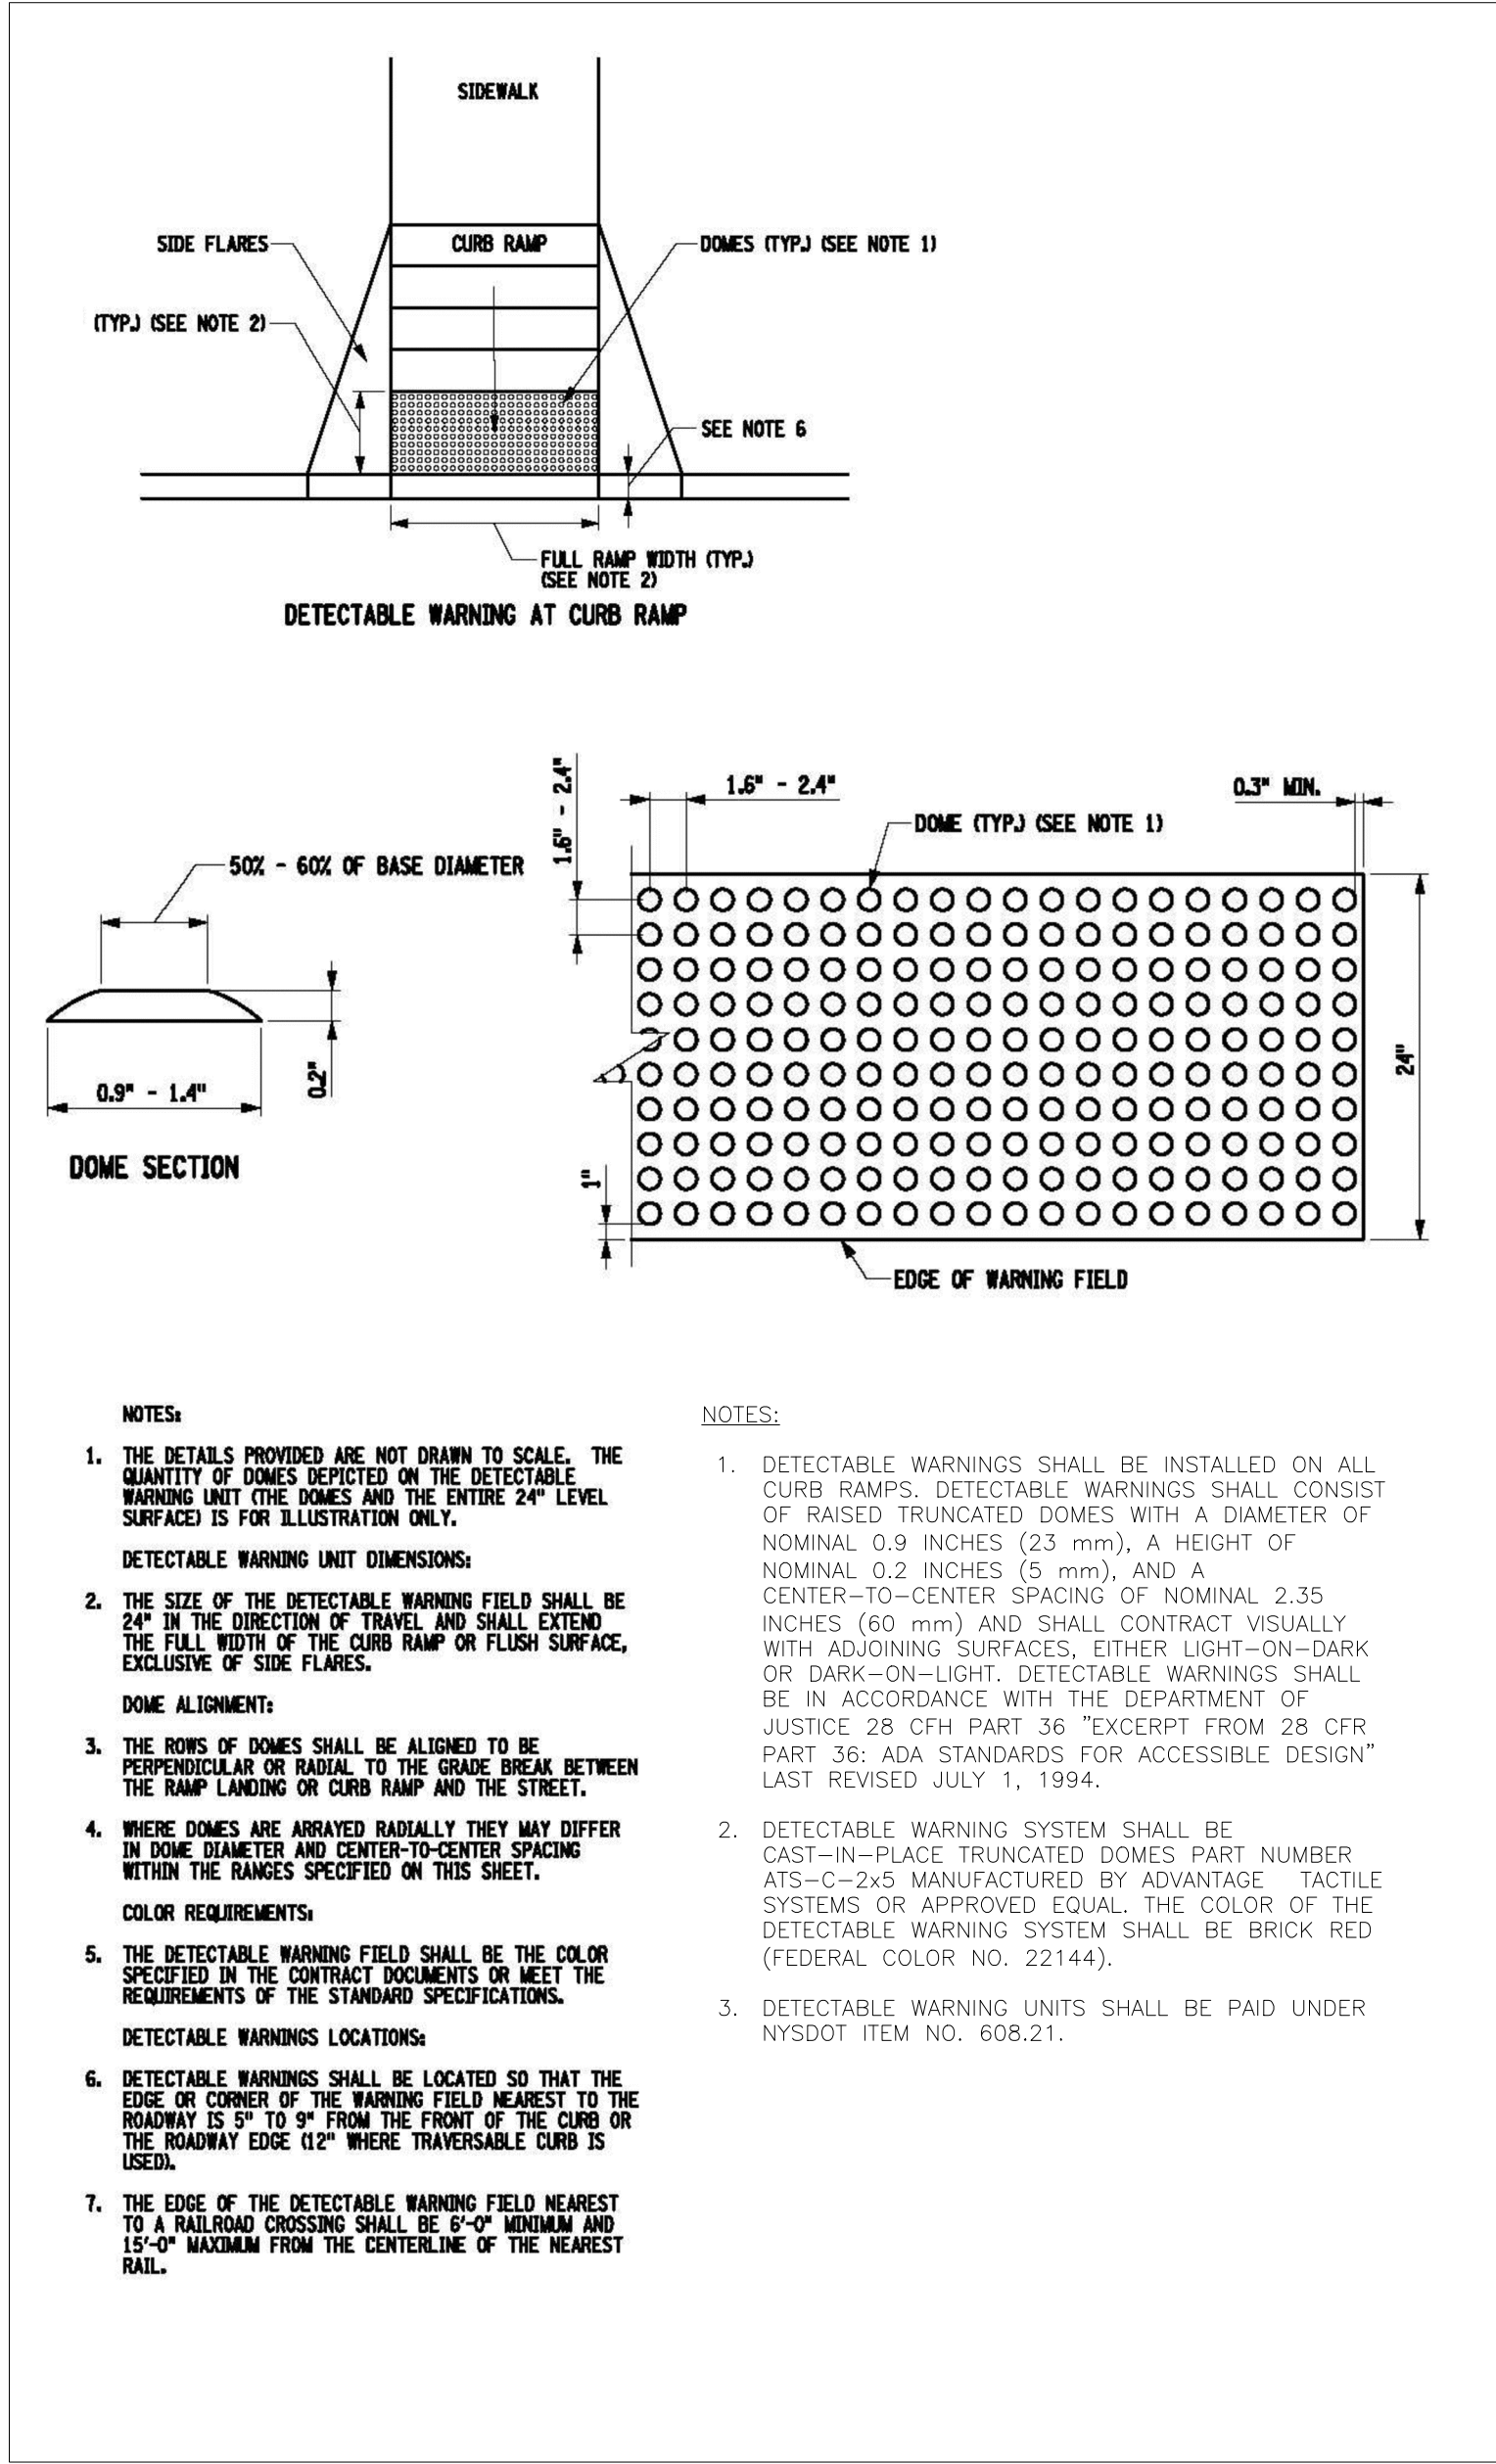 SIDEWALK
SIDE FLARES
CURB RAMP
DOMES (TYP.) (SEE NOTE 1)
(TYP.) (SEE NOTE 2)
SEE NOTE 6
FULL RAMP WIDTH (TYP.)
(SEE NOTE 2)
DETECTABLE WARNING AT CURB RAMP
1.6" - 2.4"
1.6" - 2.4"
0.3" MIN.
DOME (TYP.) (SEE NOTE 1)
50% - 60% OF BASE DIAMETER
24"
0.2"
0.9" - 1.4"
DOME SECTION
1"
EDGE OF WARNING FIELD
NOTES:
1. THE DETAILS PROVIDED ARE NOT DRAWN TO SCALE. THE
QUANTITY OF DOMES DEPICTED ON THE DETECTABLE
WARNING UNIT (THE DOMES AND THE ENTIRE 24" LEVEL
SURFACE) IS FOR ILLUSTRATION ONLY.
DETECTABLE WARNING UNIT DIMENSIONS:
2. THE SIZE OF THE DETECTABLE WARNING FIELD SHALL BE
24" IN THE DIRECTION OF TRAVEL AND SHALL EXTEND
THE FULL WIDTH OF THE CURB RAMP OR FLUSH SURFACE,
EXCLUSIVE OF SIDE FLARES.
DOME ALIGNMENT:
3. THE ROWS OF DOMES SHALL BE ALIGNED TO BE
PERPENDICULAR OR RADIAL TO THE GRADE BREAK BETWEEN
THE RAMP LANDING OR CURB RAMP AND THE STREET.
4. WHERE DOMES ARE ARRAYED RADIALLY THEY MAY DIFFER
IN DOME DIAMETER AND CENTER-TO-CENTER SPACING
WITHIN THE RANGES SPECIFIED ON THIS SHEET.
COLOR REQUIREMENTS:
5. THE DETECTABLE WARNING FIELD SHALL BE THE COLOR
SPECIFIED IN THE CONTRACT DOCUMENTS OR MEET THE
REQUIREMENTS OF THE STANDARD SPECIFICATIONS.
DETECTABLE WARNINGS LOCATIONS:
6. DETECTABLE WARNINGS SHALL BE LOCATED SO THAT THE
EDGE OR CORNER OF THE WARNING FIELD NEAREST TO THE
ROADWAY IS 5" TO 9" FROM THE FRONT OF THE CURB OR
THE ROADWAY EDGE (12" WHERE TRAVERSABLE CURB IS
USED).
7. THE EDGE OF THE DETECTABLE WARNING FIELD NEAREST
TO A RAILROAD CROSSING SHALL BE 6'-0" MINIMUM AND
15'-0" MAXIMUM FROM THE CENTERLINE OF THE NEAREST
RAIL.
NOTES:
1. DETECTABLE WARNINGS SHALL BE INSTALLED ON ALL
CURB RAMPS. DETECTABLE WARNINGS SHALL CONSIST
OF RAISED TRUNCATED DOMES WITH A DIAMETER OF
NOMINAL 0.9 INCHES (23 mm), A HEIGHT OF
NOMINAL 0.2 INCHES (5 mm), AND A
CENTER-TO-CENTER SPACING OF NOMINAL 2.35
INCHES (60 mm) AND SHALL CONTRACT VISUALLY
WITH ADJOINING SURFACES, EITHER LIGHT-ON-DARK
OR DARK-ON-LIGHT. DETECTABLE WARNINGS SHALL
BE IN ACCORDANCE WITH THE DEPARTMENT OF
JUSTICE 28 CFH PART 36 "EXCERPT FROM 28 CFR
PART 36: ADA STANDARDS FOR ACCESSIBLE DESIGN"
LAST REVISED JULY 1, 1994.
2. DETECTABLE WARNING SYSTEM SHALL BE
CAST-IN-PLACE TRUNCATED DOMES PART NUMBER
ATS-C-2x5 MANUFACTURED BY ADVANTAGE TACTILE
SYSTEMS OR APPROVED EQUAL. THE COLOR OF THE
DETECTABLE WARNING SYSTEM SHALL BE BRICK RED
(FEDERAL COLOR NO. 22144).
3. DETECTABLE WARNING UNITS SHALL BE PAID UNDER
NYSDOT ITEM NO. 608.21.